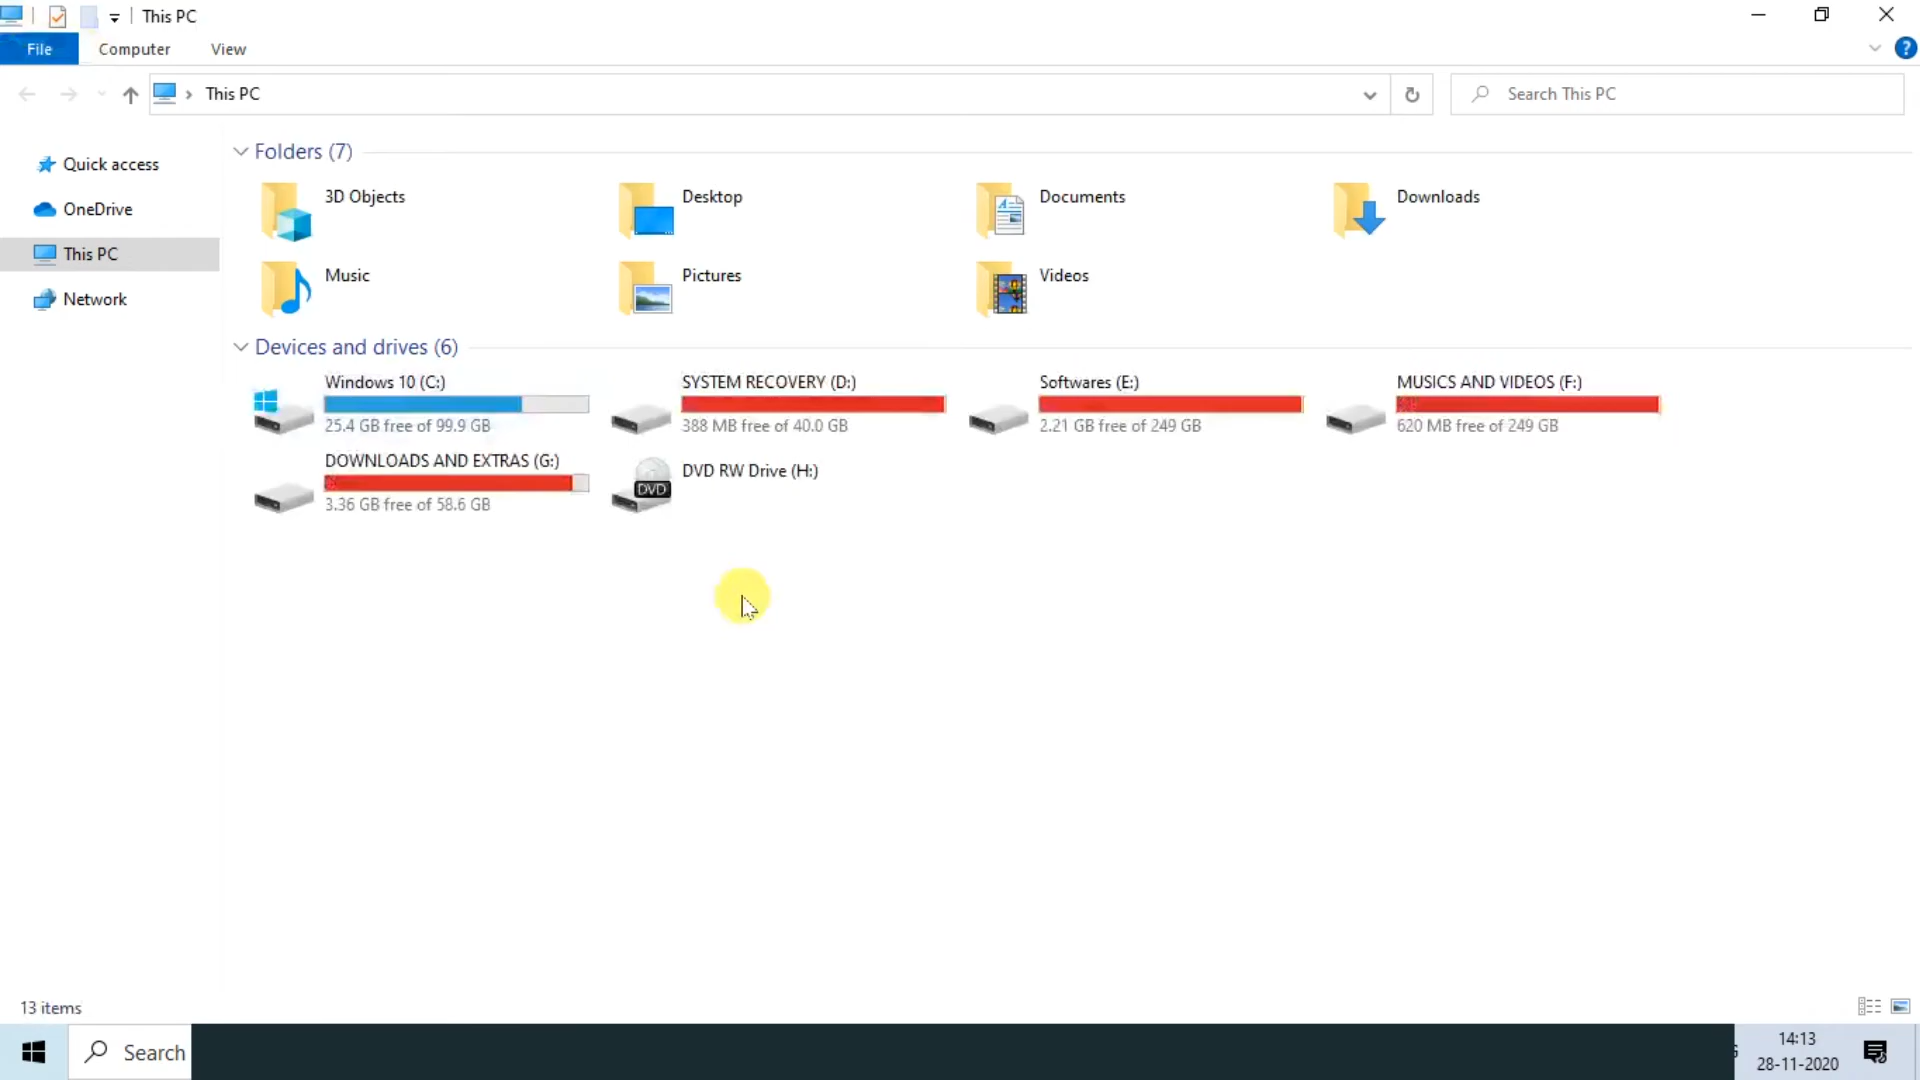 This PC
File Computer View
This PC
Search This PC
Quick access
OneDrive
This PC
Network
Folders (7)
3D Objects
Desktop
Documents
Downloads
Music
Pictures
Videos
Devices and drives (6)
Windows 10 (C:)
25.4 GB free of 99.9 GB
SYSTEM RECOVERY (D:)
388 MB free of 40.0 GB
Softwares (E:)
2.21 GB free of 249 GB
MUSICS AND VIDEOS (F:)
620 MB free of 249 GB
DOWNLOADS AND EXTRAS (G:)
3.36 GB free of 58.6 GB
DVD
DVD RW Drive (H:)
13 items
Search
14:13
28-11-2020